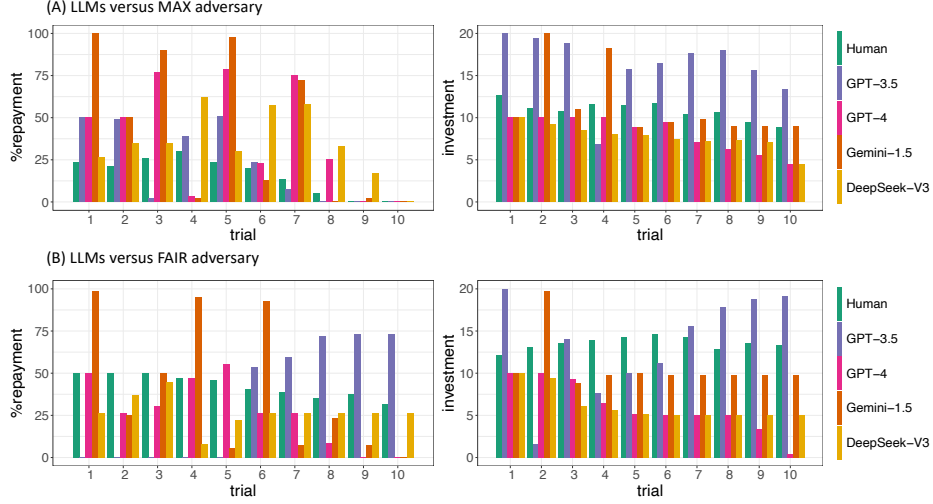 (A) LLMs versus MAX adversary
%repayment
100
75
50
25
0
1 2 3 4 5 6 7 8 9 10
trial
investment
20
15
10
5
0
1 2 3 4 5 6 7 8 9 10
trial
Human
GPT−3.5
GPT−4
Gemini−1.5
DeepSeek−V3
(B) LLMs versus FAIR adversary
%repayment
100
75
50
25
0
1 2 3 4 5 6 7 8 9 10
trial
investment
20
15
10
5
0
1 2 3 4 5 6 7 8 9 10
trial
Human
GPT−3.5
GPT−4
Gemini−1.5
DeepSeek−V3